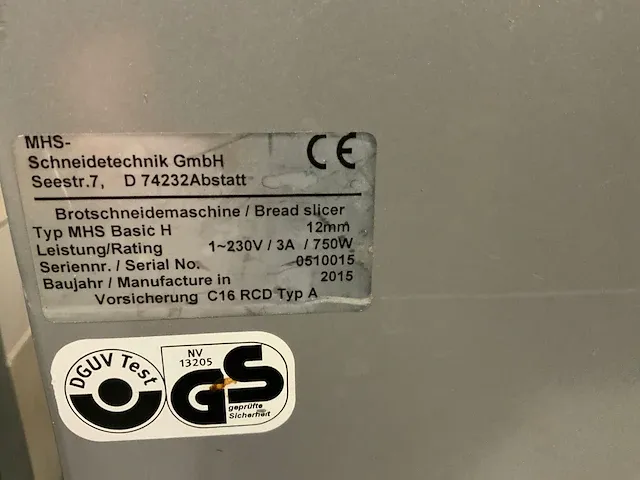 MHS-
Schneidetechnik GmbH
Seestr.7, D 74232Abstatt
CE
Brotschneidemaschine / Bread slicer
Typ MHS Basic H 12mm
Leistung/Rating 1~230V / 3A / 750W
Seriennr. / Serial No. 0510015
Baujahr / Manufacture in 2015
Vorsicherung C16 RCD Typ A
DGUV Test
NV
13205
GS
geprüfte
Sicherheit